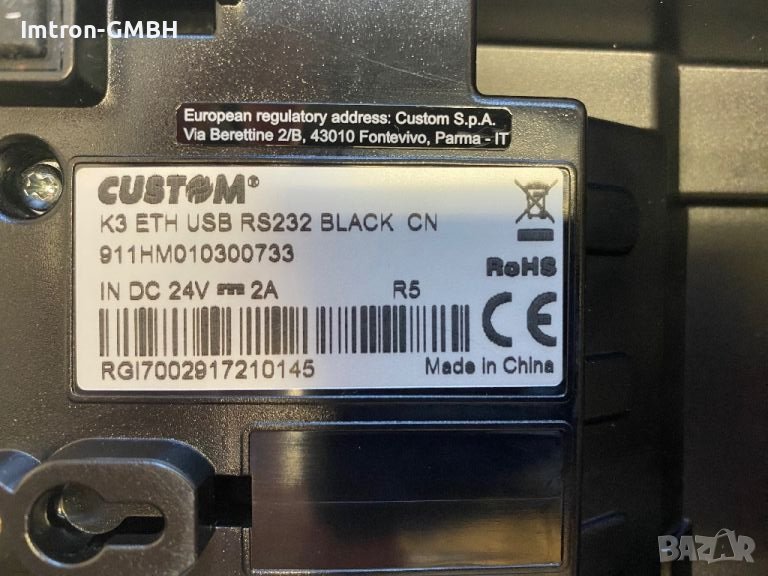 Imtron-GMBH
European regulatory address: Custom S.p.A.
Via Berettine 2/B, 43010 Fontevivo, Parma - IT
CUSTOM®
K3 ETH USB RS232 BLACK CN
911HM010300733
RoHS
IN DC 24V ⎓ 2A R5
CE
RGI7002917210145 Made in China
BAZAR